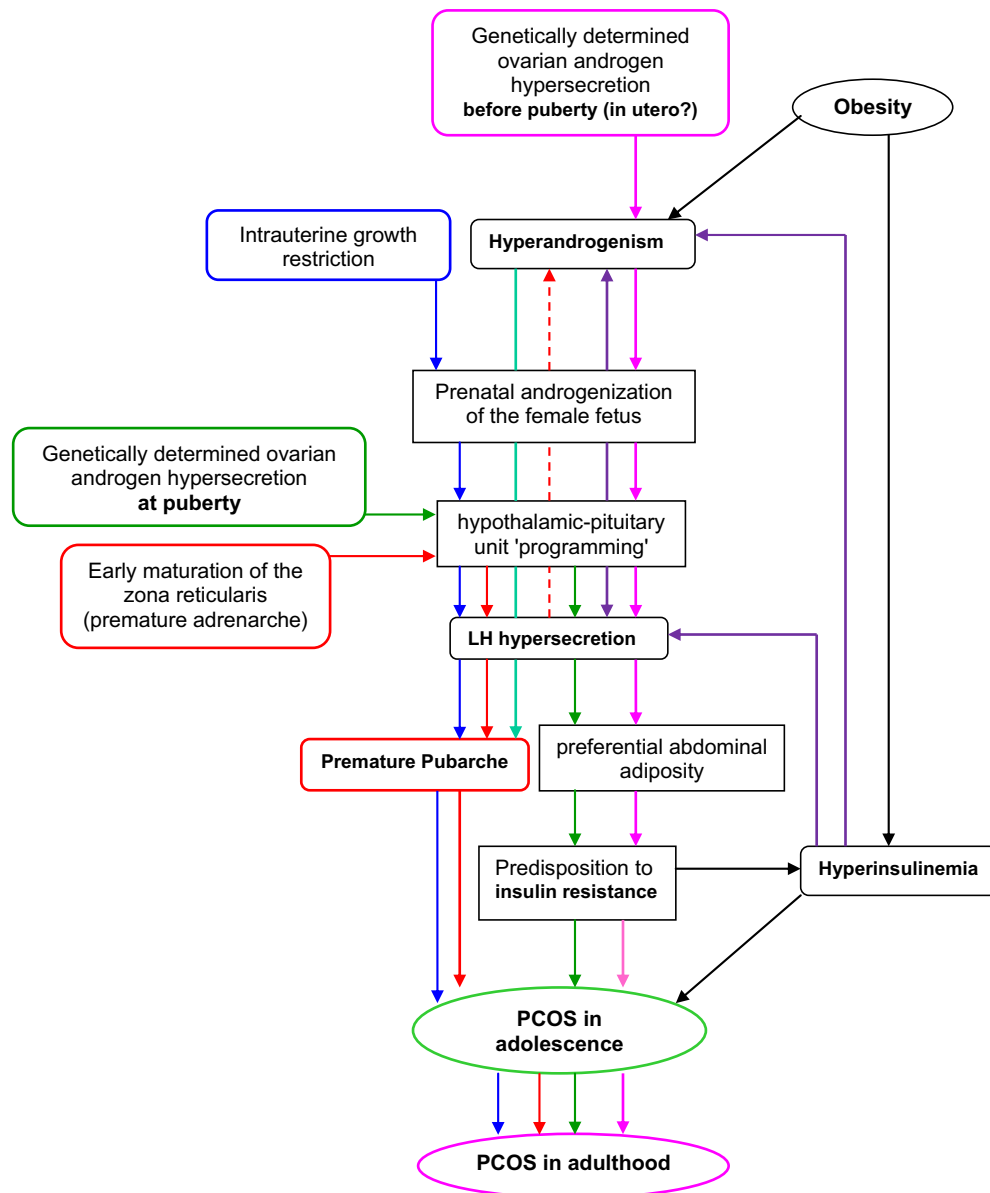 Genetically determined
ovarian androgen
hypersecretion
before puberty (in utero?)
Obesity
Intrauterine growth
restriction
Hyperandrogenism
Prenatal androgenization
of the female fetus
Genetically determined ovarian
androgen hypersecretion
at puberty
hypothalamic-pituitary
unit 'programming'
Early maturation of the
zona reticularis
(premature adrenarche)
LH hypersecretion
Premature Pubarche
preferential abdominal
adiposity
Predisposition to
insulin resistance
Hyperinsulinemia
PCOS in
adolescence
PCOS in adulthood